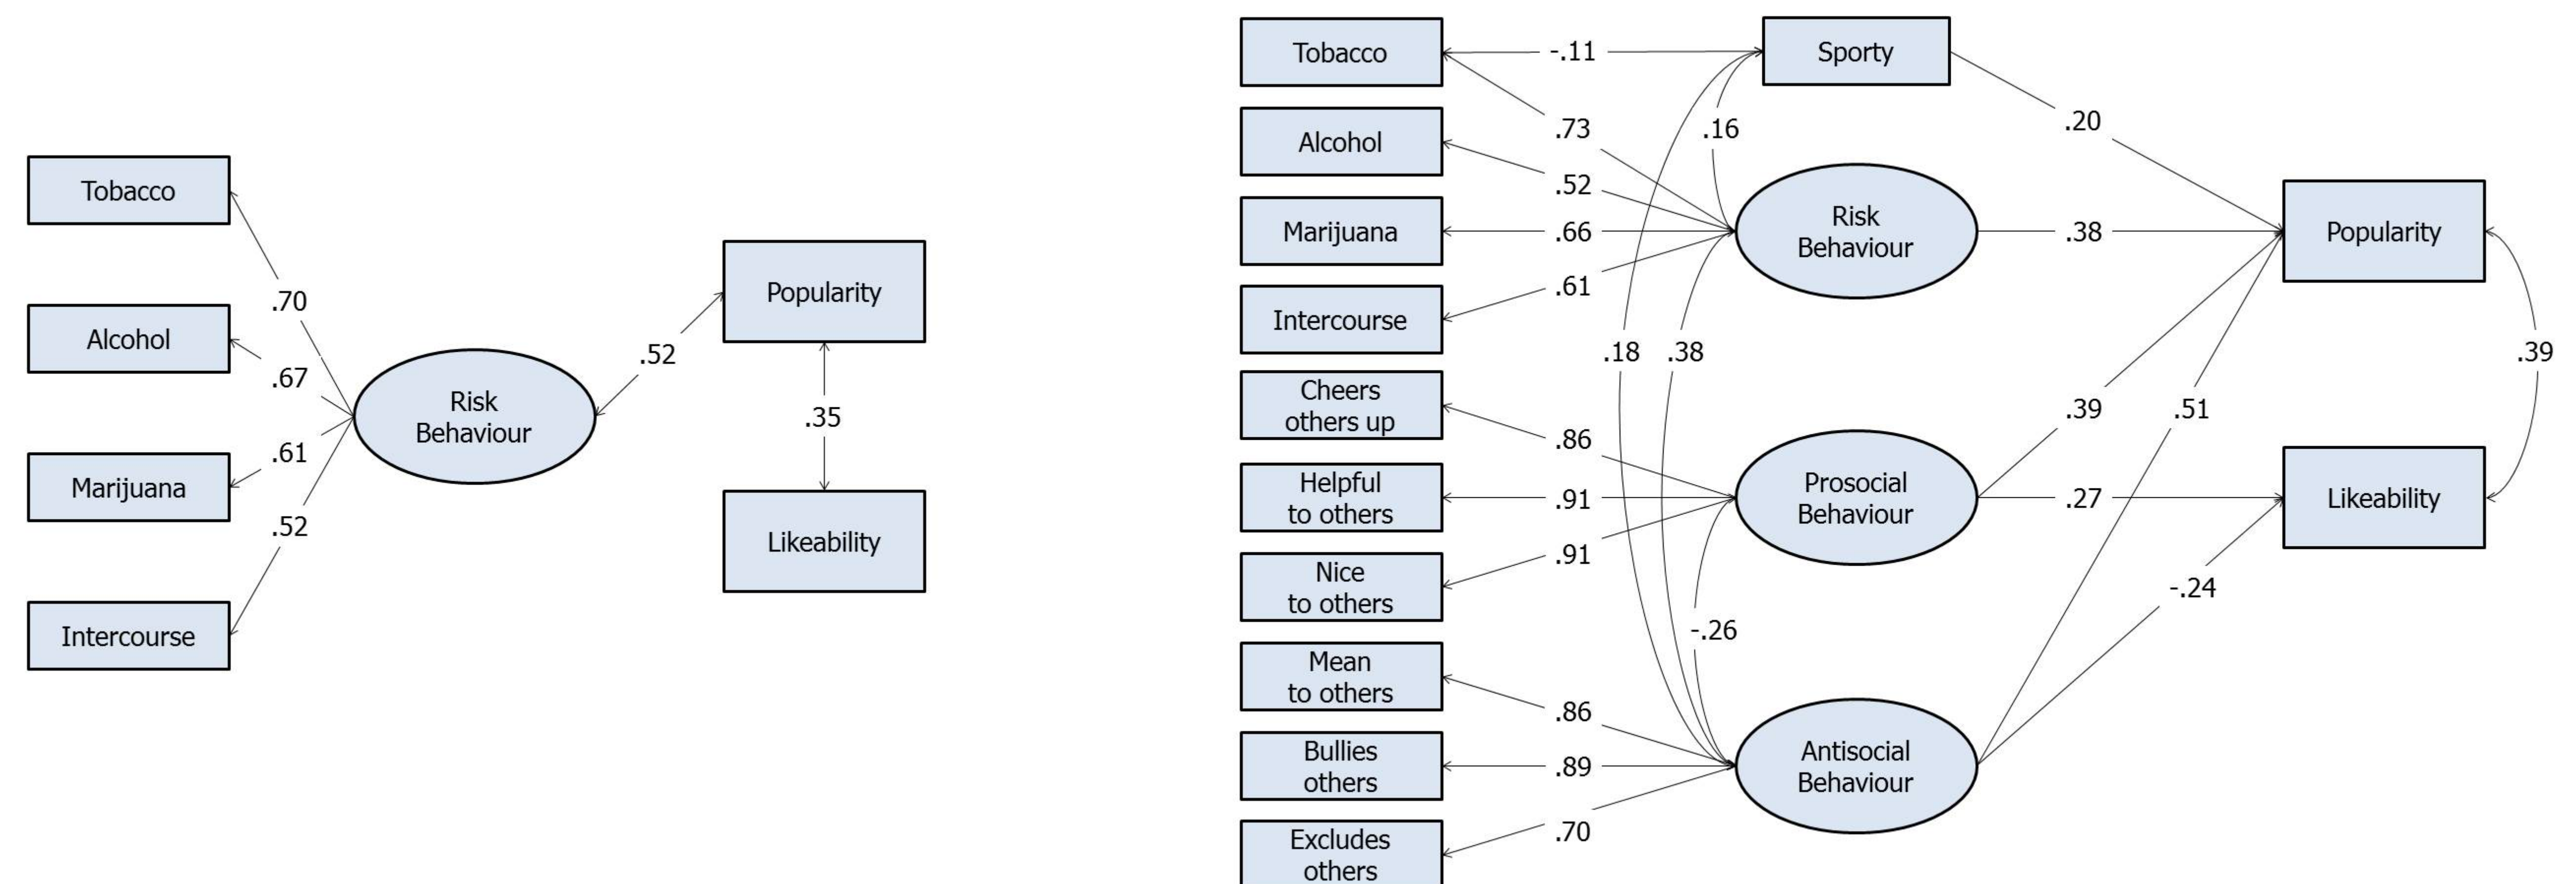 Tobacco
Alcohol
Marijuana
Intercourse
.70
.67
.61
.52
Risk
Behaviour
.52
Popularity
.35
Likeability
Tobacco
Alcohol
Marijuana
Intercourse
Cheers
others up
Helpful
to others
Nice
to others
Mean
to others
Bullies
others
Excludes
others
-.11
.73
.52
.66
.61
.86
.91
.91
.86
.89
.70
.16
.18
.38
-.26
Sporty
Risk
Behaviour
Prosocial
Behaviour
Antisocial
Behaviour
.20
.38
.39
.51
.27
-.24
Popularity
Likeability
.39